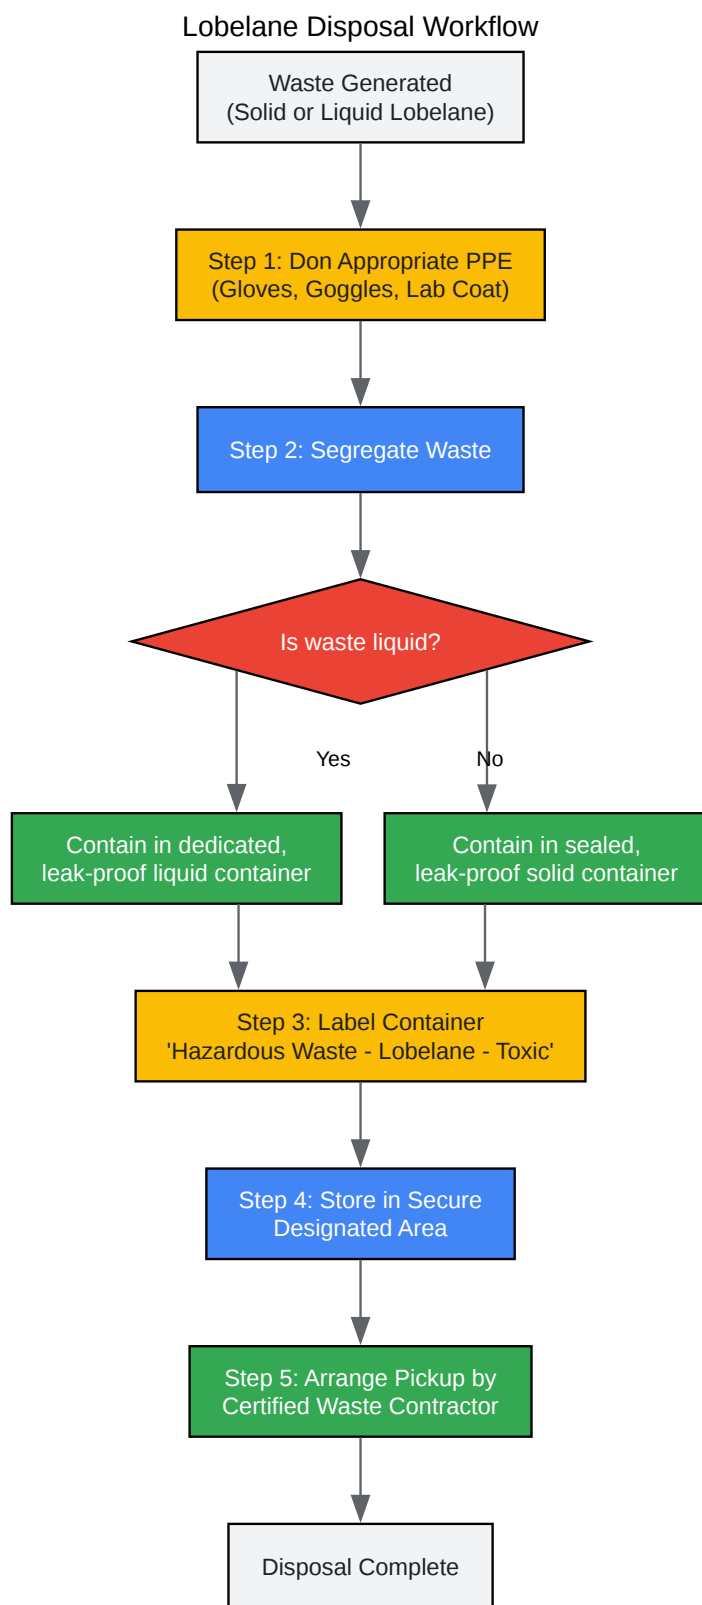 Lobelane Disposal Workflow
Waste Generated
(Solid or Liquid Lobelane)
Step 1: Don Appropriate PPE
(Gloves, Goggles, Lab Coat)
Step 2: Segregate Waste
Is waste liquid?
Yes
No
Contain in dedicated,
leak-proof liquid container
Contain in sealed,
leak-proof solid container
Step 3: Label Container
'Hazardous Waste - Lobelane - Toxic'
Step 4: Store in Secure
Designated Area
Step 5: Arrange Pickup by
Certified Waste Contractor
Disposal Complete